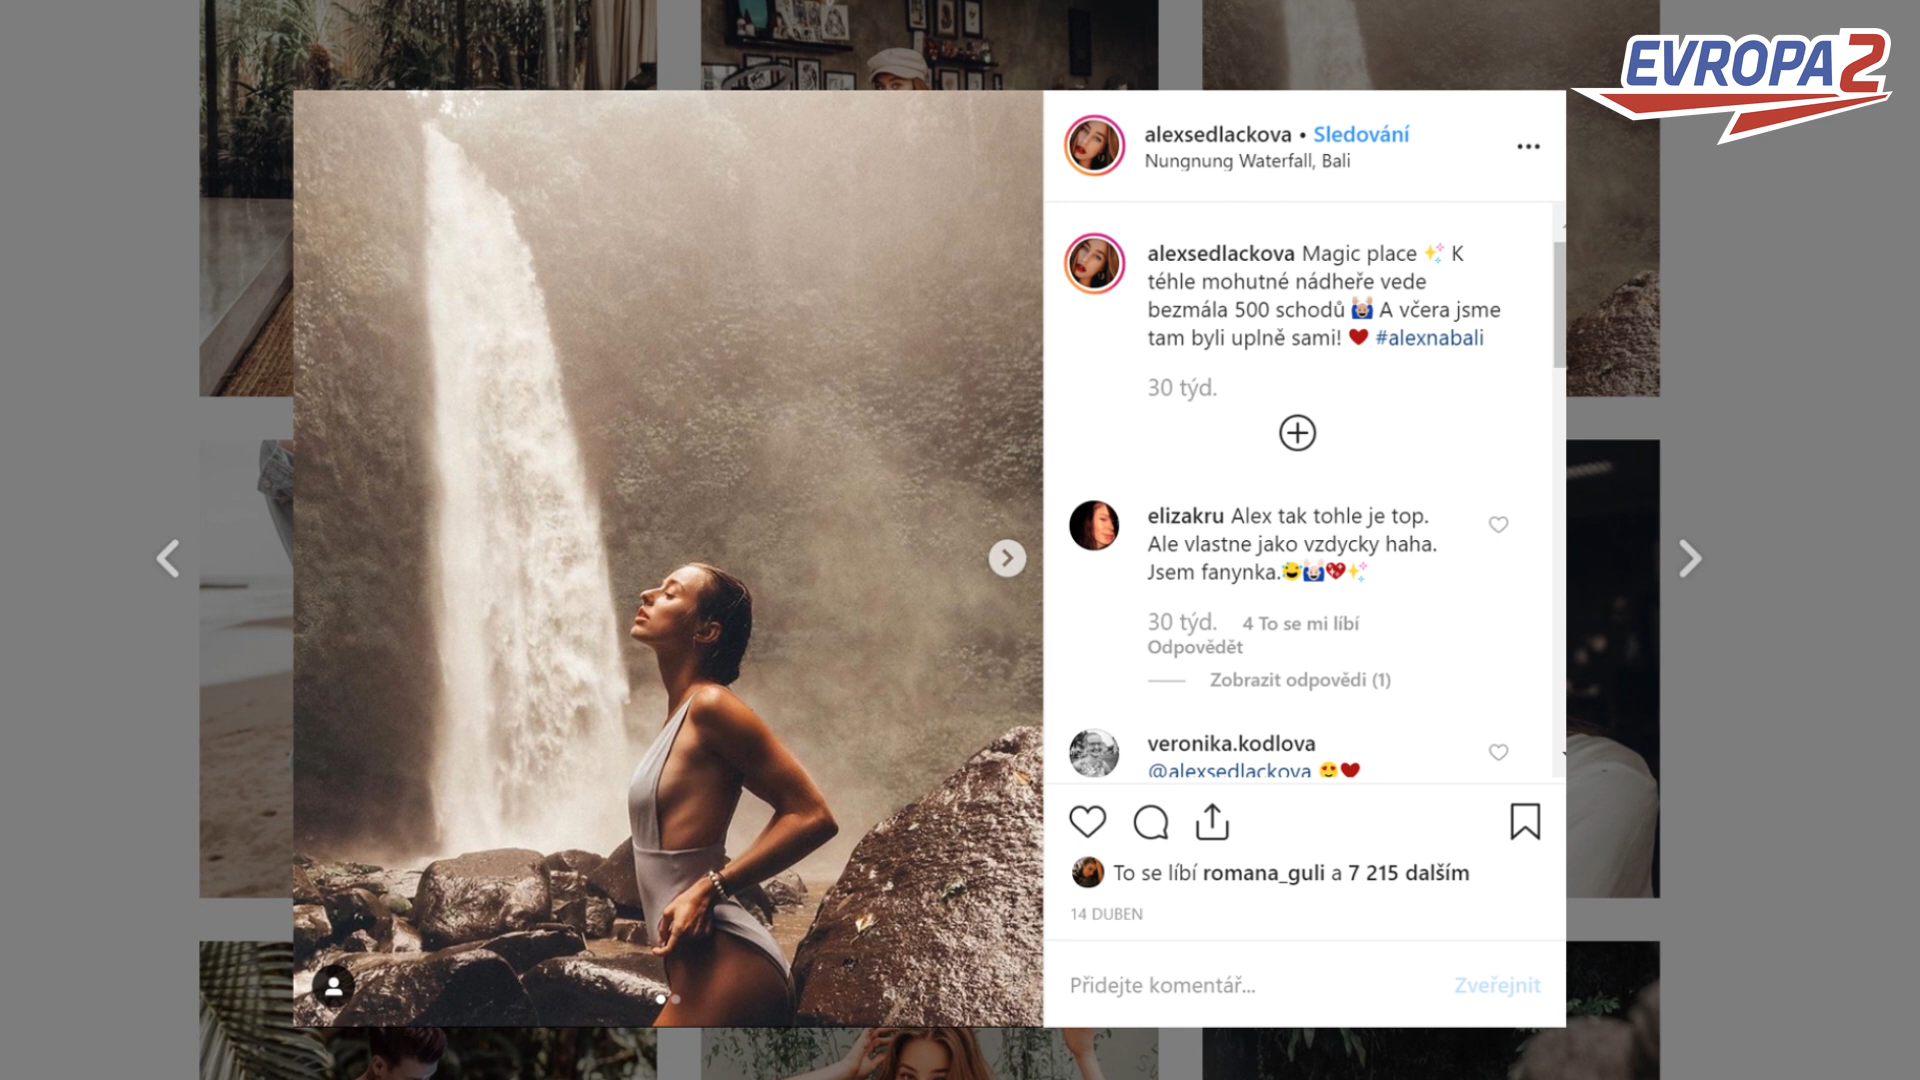 EVROPA 2
alexsedlackova • Sledování
Nungnung Waterfall, Bali
alexsedlackova Magic place ✨ K
téhle mohutné nádheře vede
bezmála 500 schodů 🙌 A včera jsme
tam byli uplně sami! ❤ #alexnabali
30 týd.
elizakru Alex tak tohle je top.
Ale vlastne jako vzdycky haha.
Jsem fanynka.😂🙌💖✨
30 týd. 4 To se mi líbí
Odpovědět
Zobrazit odpovědi (1)
veronika.kodlova
@alexsedlackova 😍❤
To se líbí romana_guli a 7 215 dalším
14 DUBEN
Přidejte komentář...
Zveřejnit